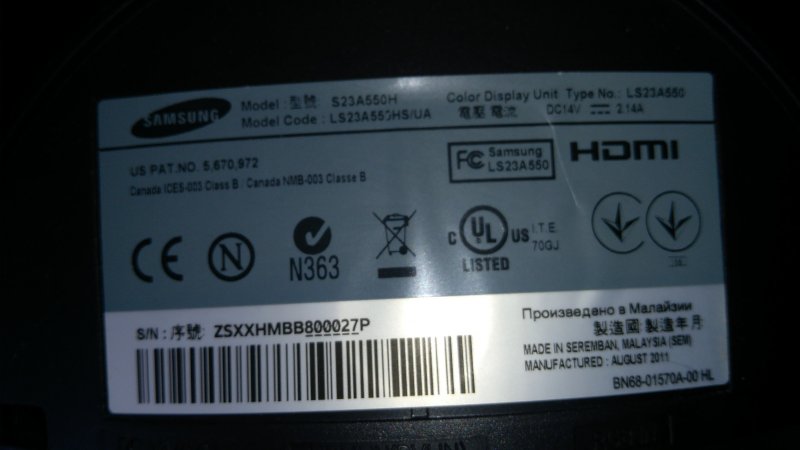 SAMSUNG
Model : 型號 S23A550H
Model Code : LS23A550HS/UA
Color Display Unit Type No.: LS23A550
電壓 電流 DC14V 2.14A
US PAT.NO. 5,670,972
Canada ICES-003 Class B / Canada NMB-003 Classe B
FC Samsung
LS23A550
HDMI
CE
N
N363
C UL US
LISTED
I.T.E.
70GJ
S/N : 序號: ZSXXHMBB800027P
Произведено в Малайзии
製造國 製造年月
MADE IN SEREMBAN, MALAYSIA (SEM)
MANUFACTURED : AUGUST 2011
BN68-01570A-00 HL